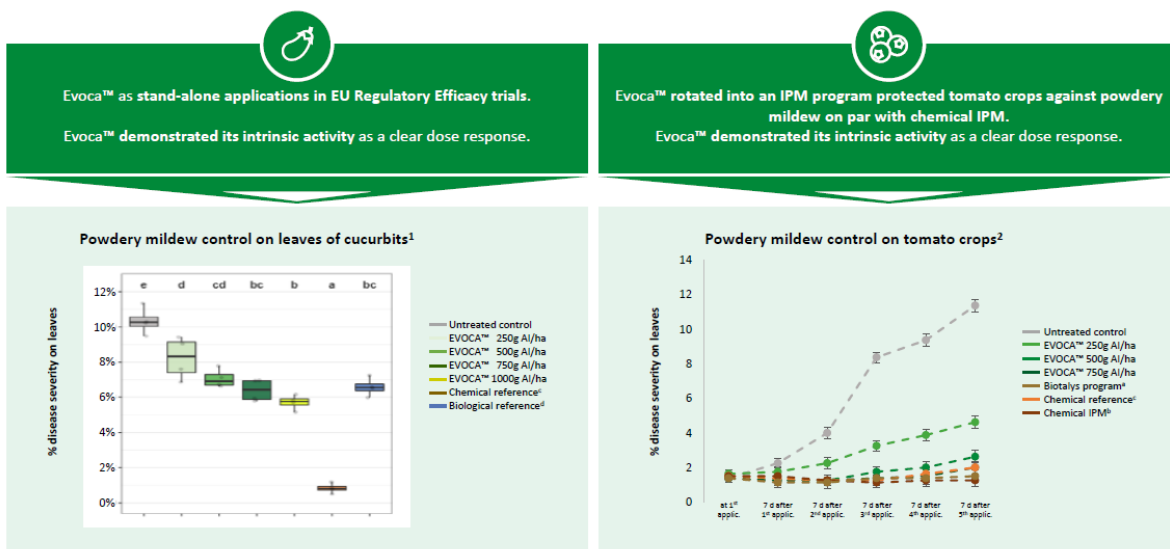 Evoca™ as stand-alone applications in EU Regulatory Efficacy trials.
Evoca™ demonstrated its intrinsic activity as a clear dose response.
Evoca™ rotated into an IPM program protected tomato crops against powdery
mildew on par with chemical IPM.
Evoca™ demonstrated its intrinsic activity as a clear dose response.
Powdery mildew control on leaves of cucurbits¹
% disease severity on leaves
12%
10%
8%
6%
4%
2%
0%
e d cd bc b a bc
Untreated control
EVOCA™ 250g AI/ha
EVOCA™ 500g AI/ha
EVOCA™ 750g AI/ha
EVOCA™ 1000g AI/ha
Chemical referenceᶜ
Biological referenceᵈ
Powdery mildew control on tomato crops²
% disease severity on leaves
14
12
10
8
6
4
2
0
at 1ˢᵗ applic.
7 d after 1ˢᵗ applic.
7 d after 2ⁿᵈ applic.
7 d after 3ʳᵈ applic.
7 d after 4ᵗʰ applic.
7 d after 5ᵗʰ applic.
Untreated control
EVOCA™ 250g AI/ha
EVOCA™ 500g AI/ha
EVOCA™ 750g AI/ha
Biotalys programᵃ
Chemical referenceᶜ
Chemical IPMᵇ